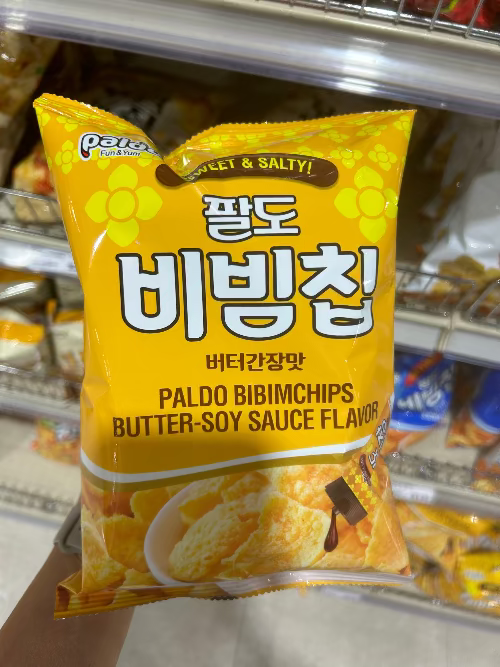 paldo
Fun & Yum
SWEET & SALTY!
팔도
비빔칩
버터간장맛
PALDO BIBIMCHIPS
BUTTER-SOY SAUCE FLAVOR